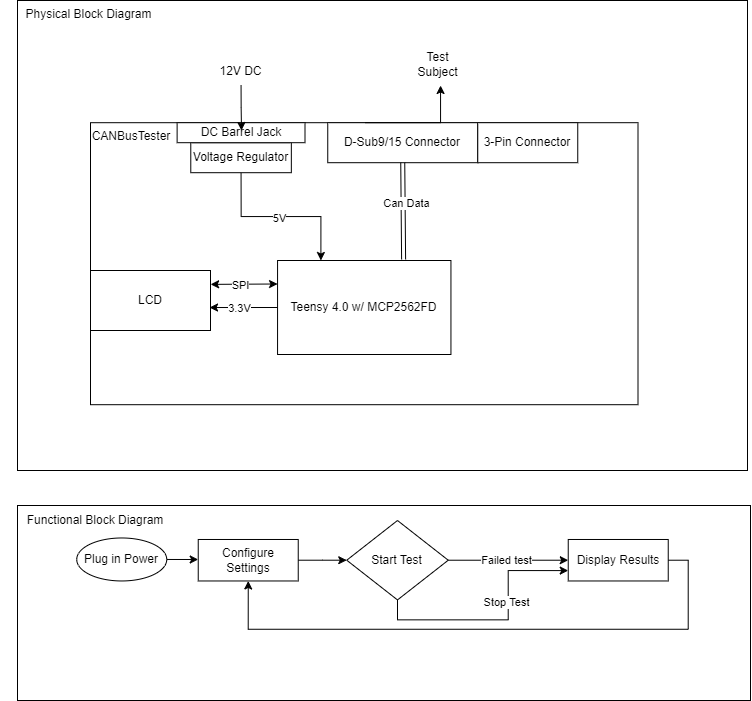 Physical Block Diagram
12V DC
Test
Subject
CANBusTester
DC Barrel Jack
Voltage Regulator
D-Sub9/15 Connector
3-Pin Connector
Can Data
5V
LCD
SPI
3.3V
Teensy 4.0 w/ MCP2562FD
Functional Block Diagram
Plug in Power
Configure
Settings
Start Test
Failed test
Stop Test
Display Results